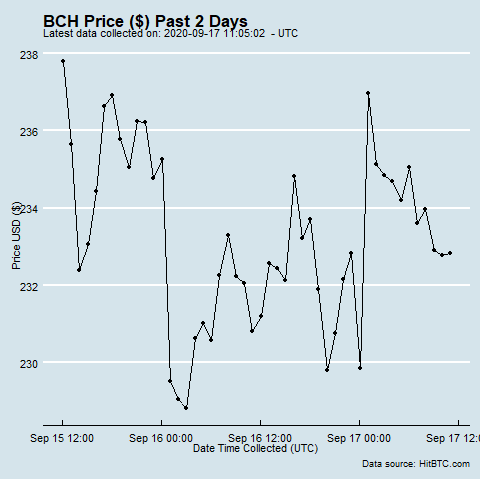 BCH Price ($) Past 2 Days
Latest data collected on: 2020-09-17 11:05:02 - UTC
238
236
234
232
230
Price USD ($)
Sep 15 12:00 Sep 16 00:00 Sep 16 12:00 Sep 17 00:00 Sep 17 12:0
Date Time Collected (UTC)
Data source: HitBTC.com